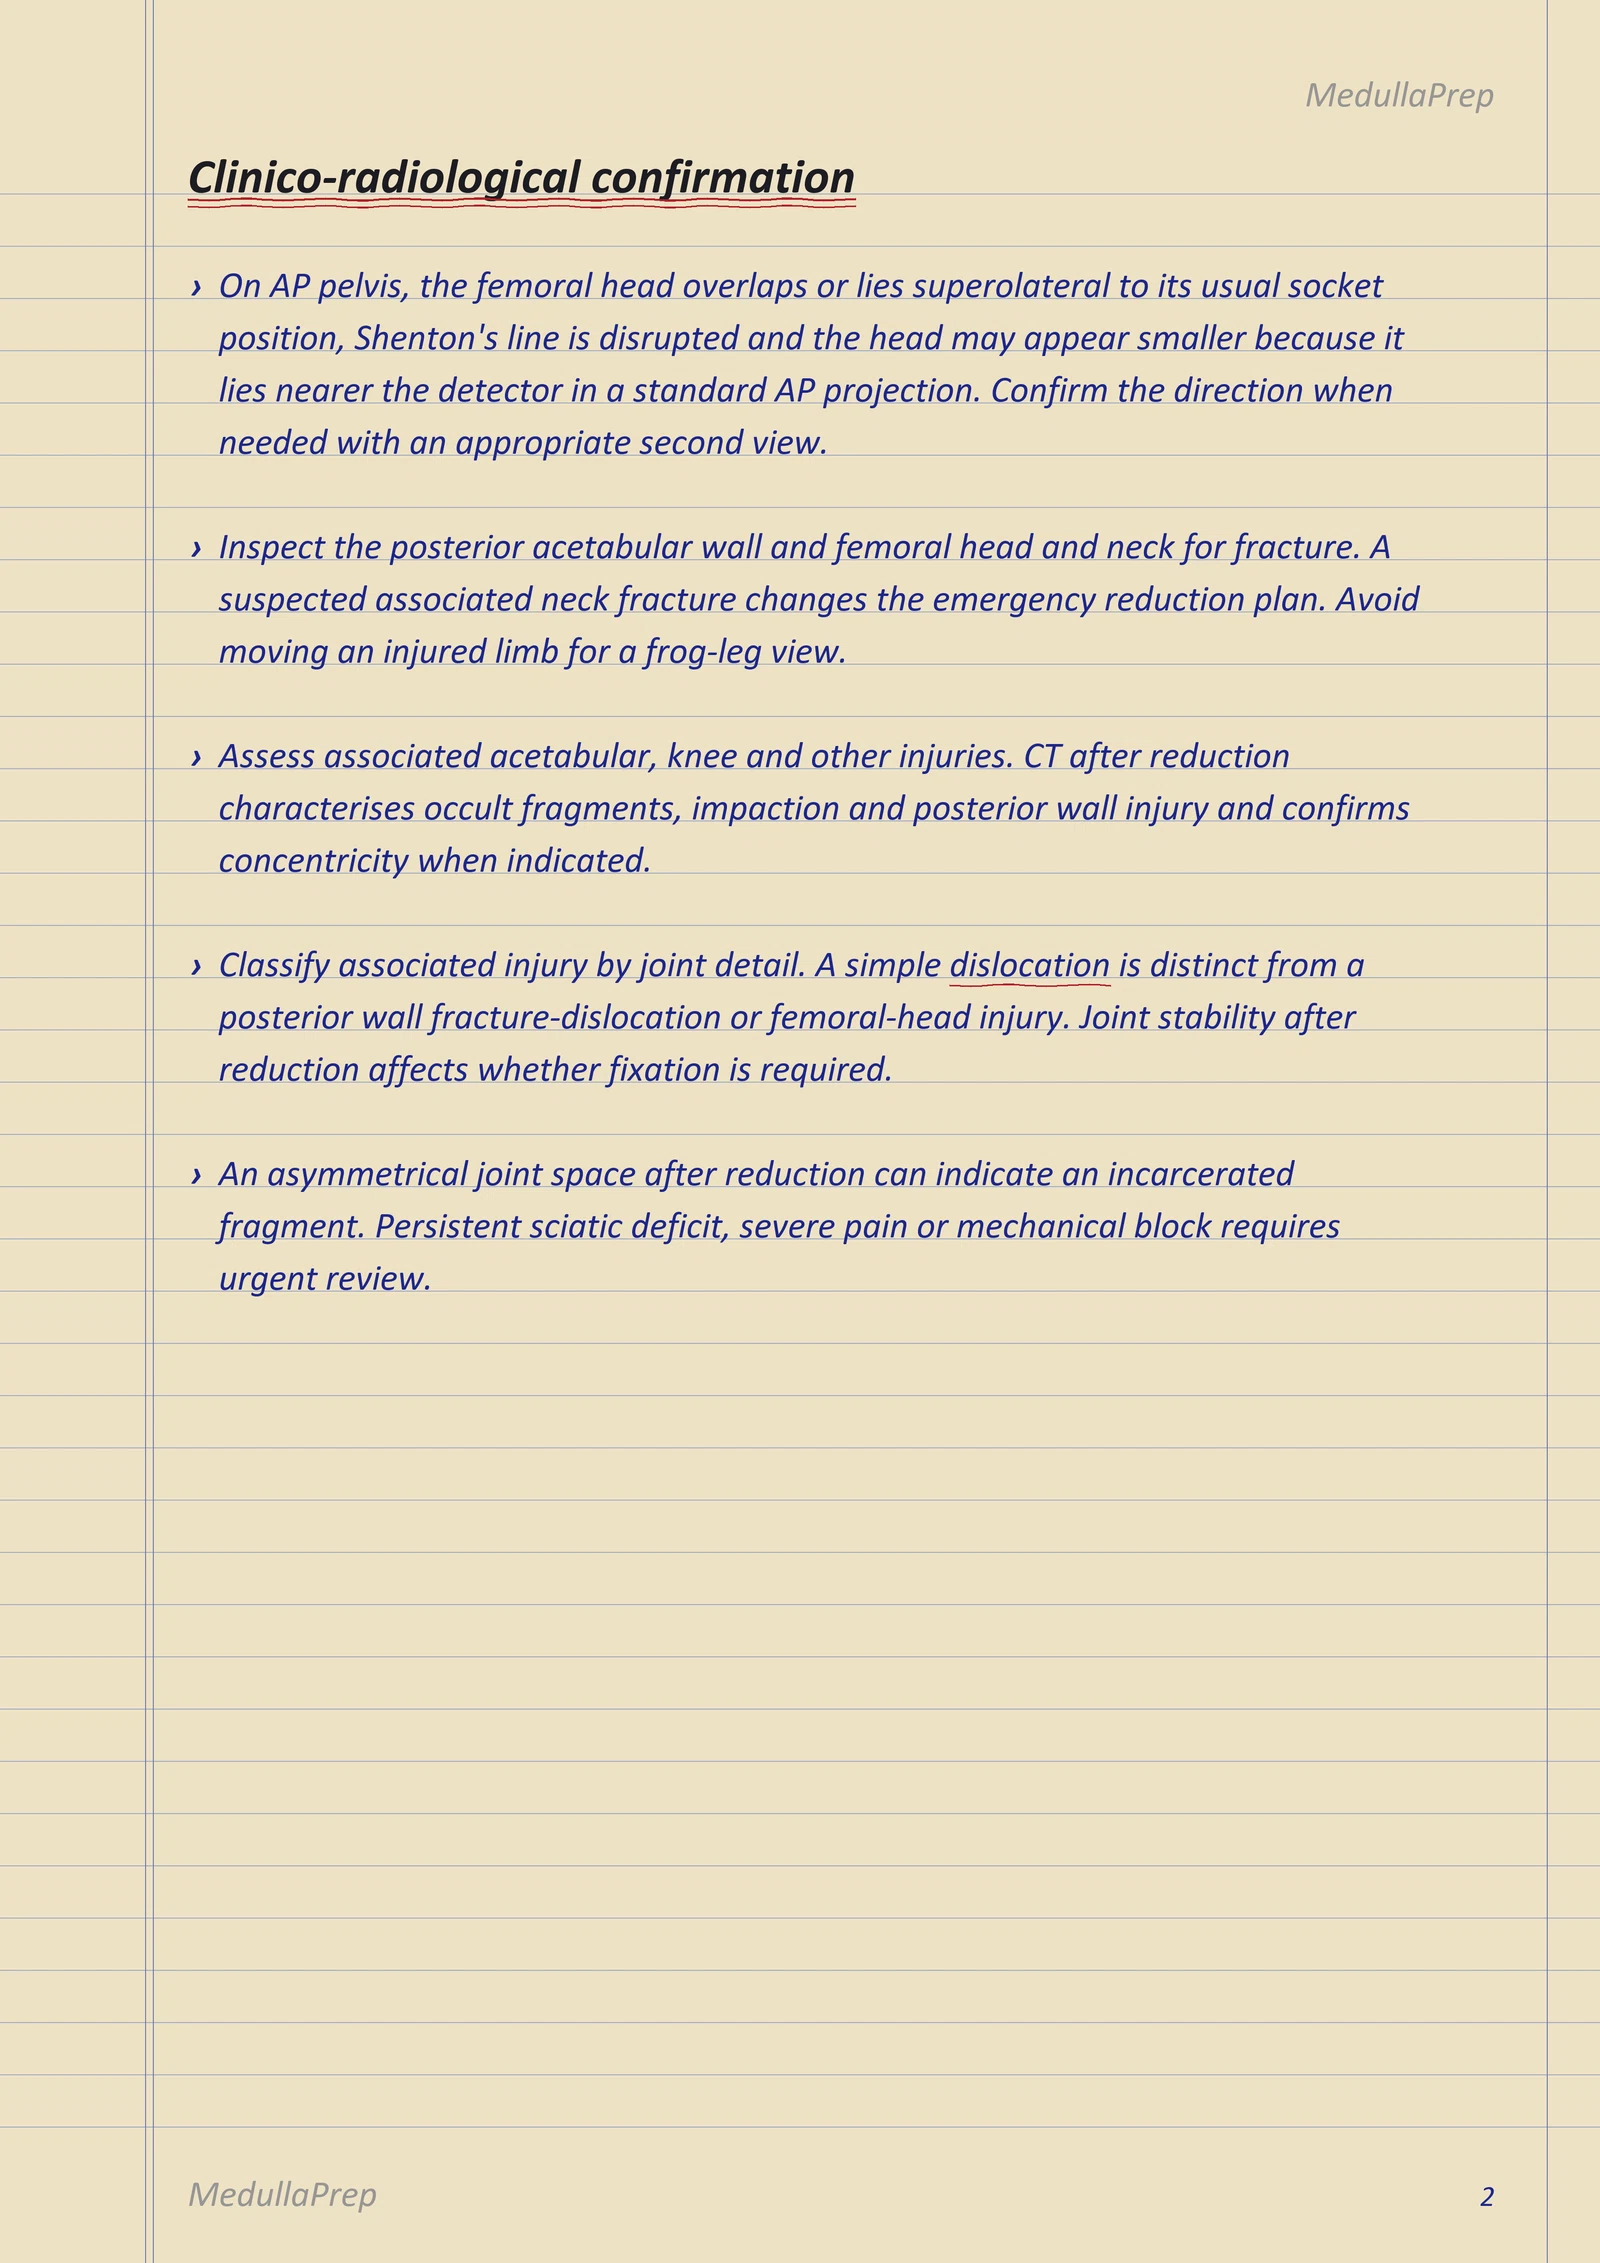 MedullaPrep
Clinico-radiological confirmation
› On AP pelvis, the femoral head overlaps or lies superolateral to its usual socket
position, Shenton's line is disrupted and the head may appear smaller because it
lies nearer the detector in a standard AP projection. Confirm the direction when
needed with an appropriate second view.
› Inspect the posterior acetabular wall and femoral head and neck for fracture. A
suspected associated neck fracture changes the emergency reduction plan. Avoid
moving an injured limb for a frog-leg view.
› Assess associated acetabular, knee and other injuries. CT after reduction
characterises occult fragments, impaction and posterior wall injury and confirms
concentricity when indicated.
› Classify associated injury by joint detail. A simple dislocation is distinct from a
posterior wall fracture-dislocation or femoral-head injury. Joint stability after
reduction affects whether fixation is required.
› An asymmetrical joint space after reduction can indicate an incarcerated
fragment. Persistent sciatic deficit, severe pain or mechanical block requires
urgent review.
MedullaPrep
2